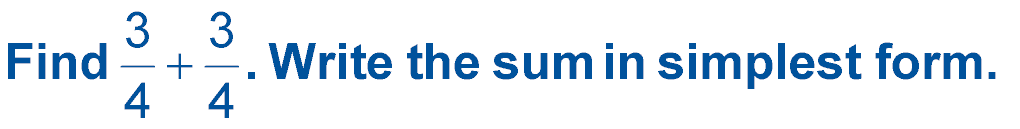 Find 3/4 + 3/4. Write the sum in simplest form.